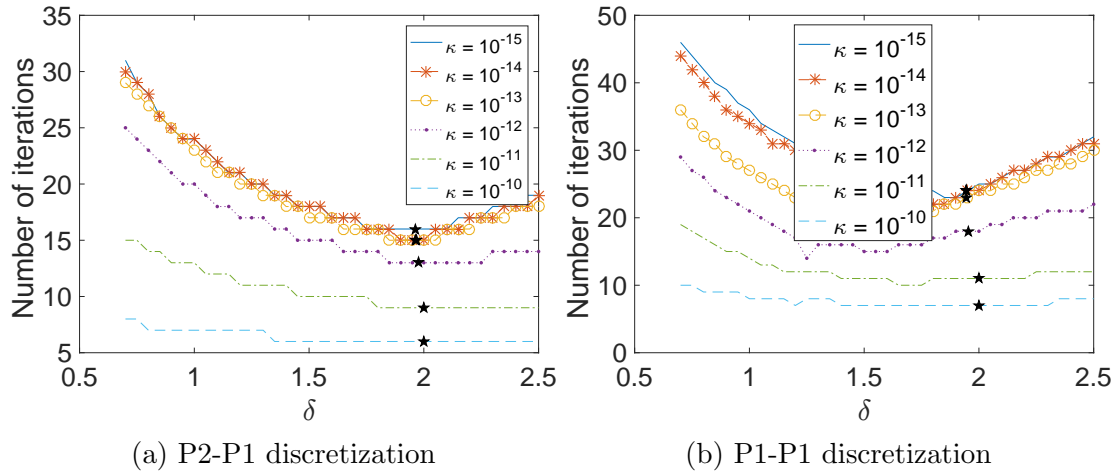 35
30
25
20
15
10
5
0.5
1
1.5
2
2.5
Number of iterations
δ
κ = 10^-15
κ = 10^-14
κ = 10^-13
κ = 10^-12
κ = 10^-11
κ = 10^-10
(a) P2-P1 discretization
50
40
30
20
10
0
0.5
1
1.5
2
2.5
Number of iterations
δ
κ = 10^-15
κ = 10^-14
κ = 10^-13
κ = 10^-12
κ = 10^-11
κ = 10^-10
(b) P1-P1 discretization